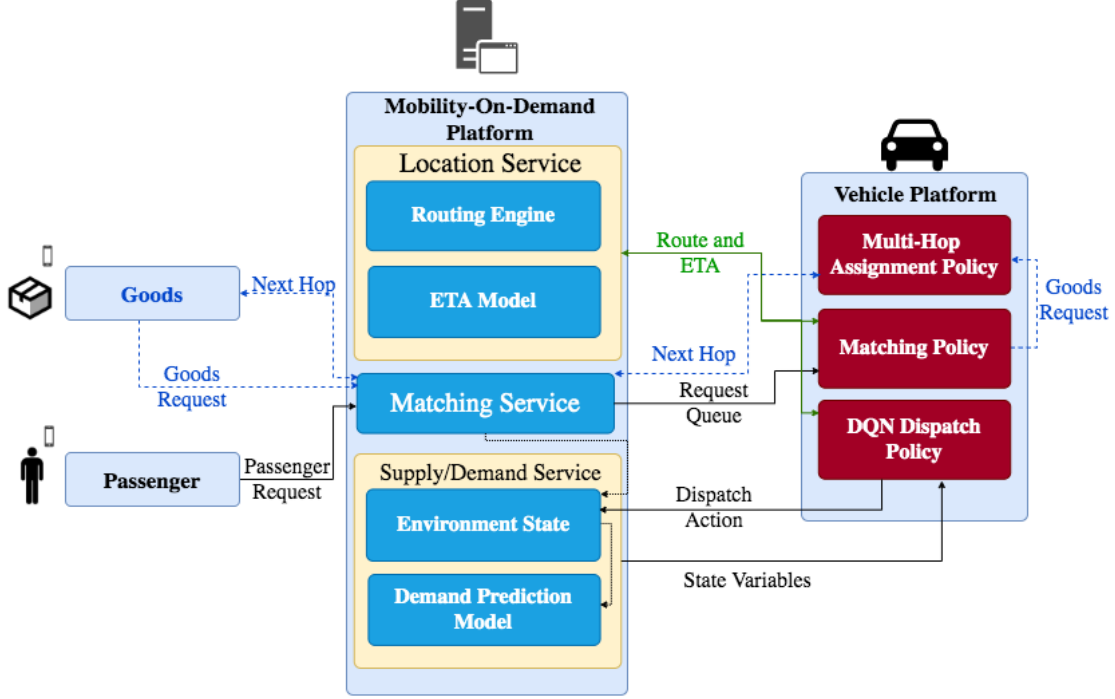 Mobility-On-Demand
Platform
Location Service
Routing Engine
ETA Model
Matching Service
Supply/Demand Service
Environment State
Demand Prediction
Model
Goods
Next Hop
Goods
Request
Passenger
Passenger
Request
Route and
ETA
Next Hop
Request
Queue
Dispatch
Action
State Variables
Vehicle Platform
Multi-Hop
Assignment Policy
Matching Policy
DQN Dispatch
Policy
Goods
Request